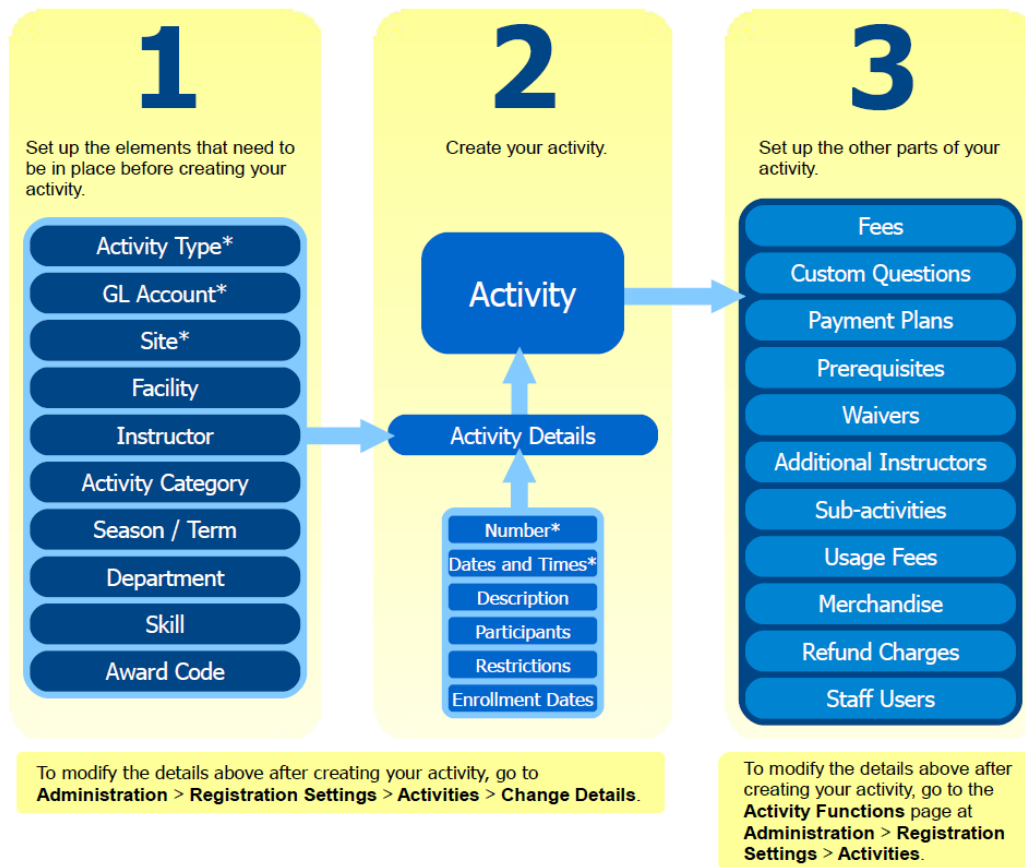 1
Set up the elements that need to
be in place before creating your
activity.
Activity Type*
GL Account*
Site*
Facility
Instructor
Activity Category
Season / Term
Department
Skill
Award Code
2
Create your activity.
Activity
Activity Details
Number*
Dates and Times*
Description
Participants
Restrictions
Enrollment Dates
To modify the details above after creating your activity, go to
Administration > Registration Settings > Activities > Change Details.
3
Set up the other parts of your
activity.
Fees
Custom Questions
Payment Plans
Prerequisites
Waivers
Additional Instructors
Sub-activities
Usage Fees
Merchandise
Refund Charges
Staff Users
To modify the details above after
creating your activity, go to the
Activity Functions page at
Administration > Registration
Settings > Activities.